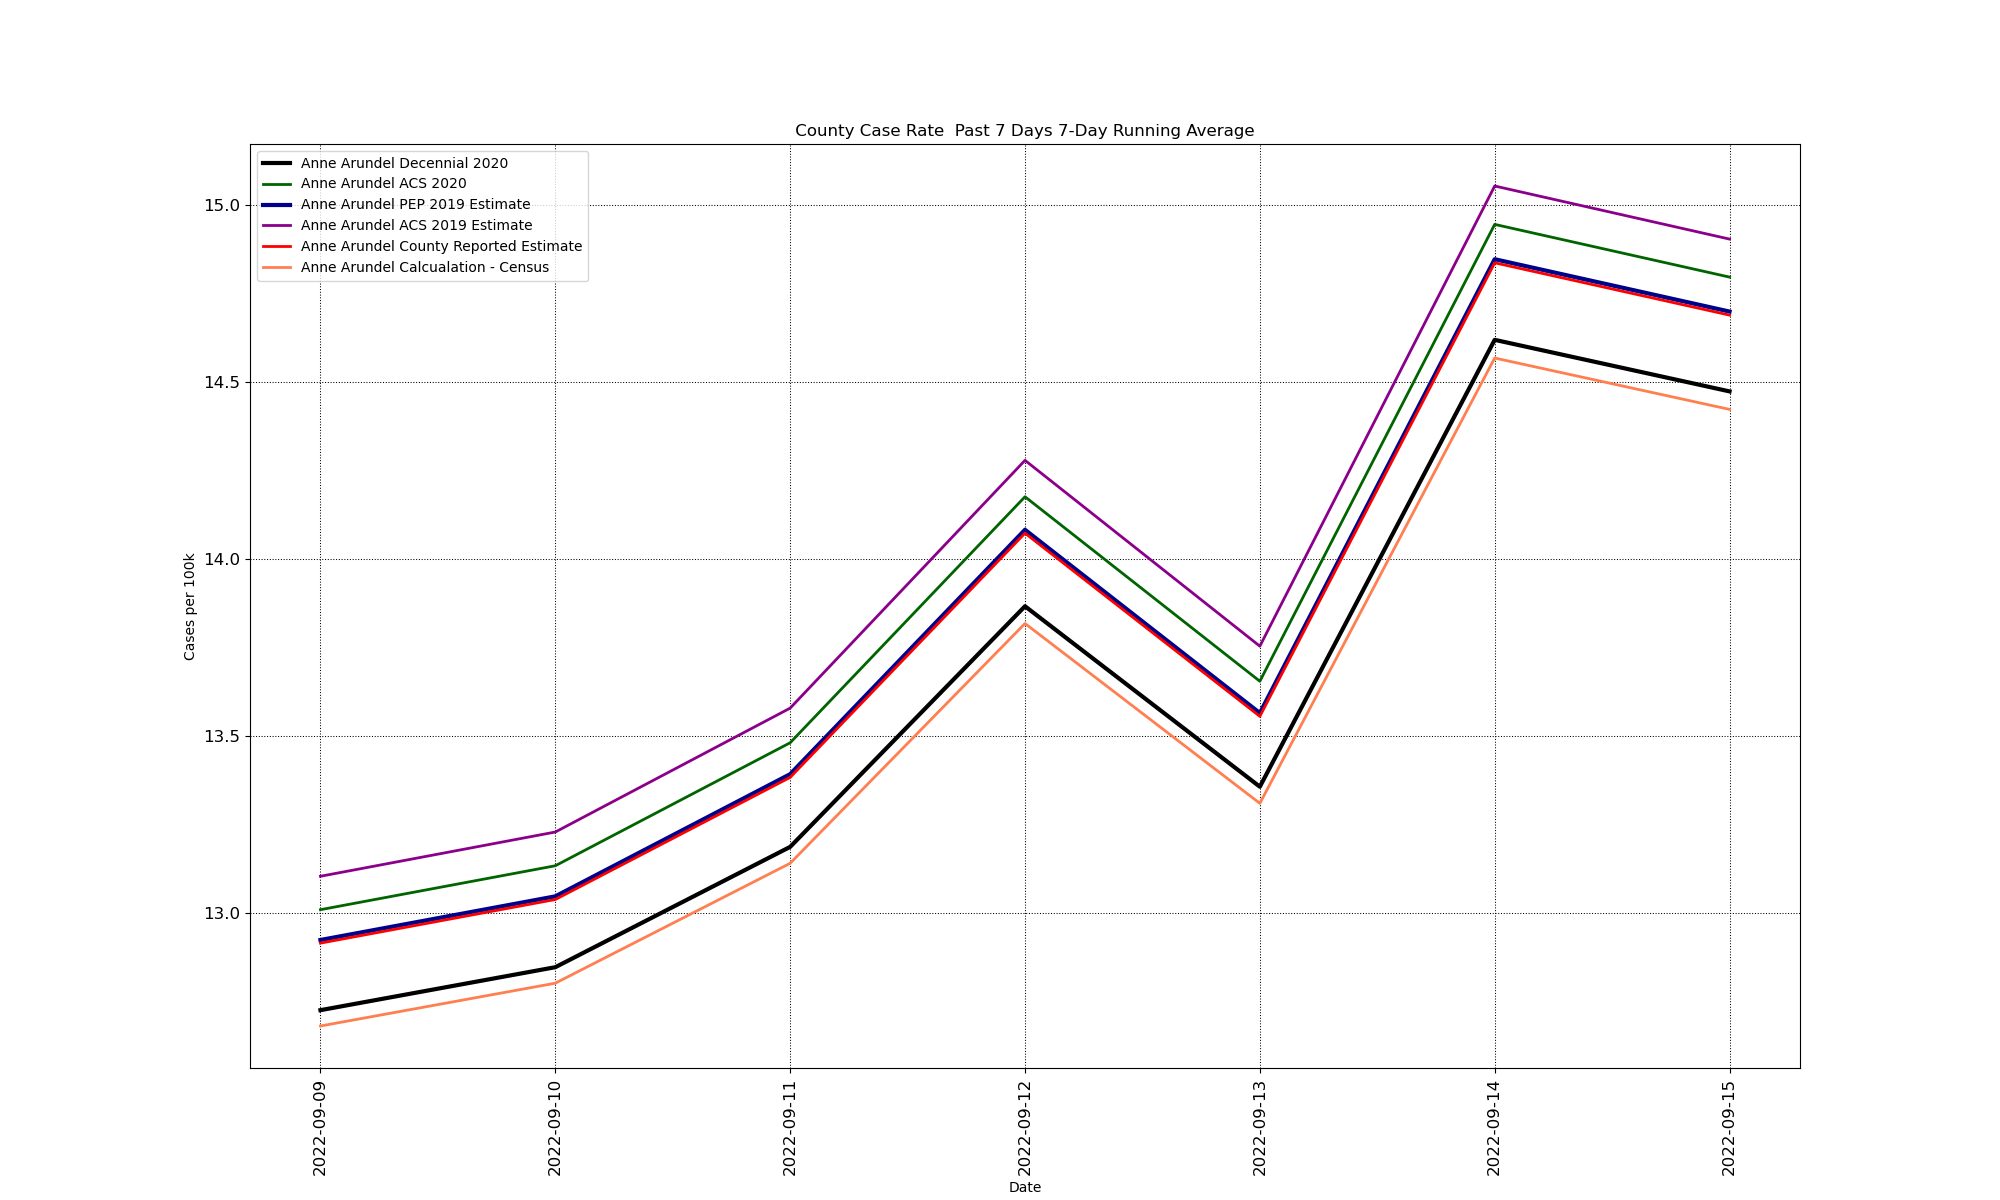 County Case Rate  Past 7 Days 7-Day Running Average
Anne Arundel Decennial 2020
Anne Arundel ACS 2020
Anne Arundel PEP 2019 Estimate
Anne Arundel ACS 2019 Estimate
Anne Arundel County Reported Estimate
Anne Arundel Calcualation - Census
15.0
14.5
14.0
13.5
13.0
Cases per 100k
2022-09-09
2022-09-10
2022-09-11
2022-09-12
2022-09-13
2022-09-14
2022-09-15
Date